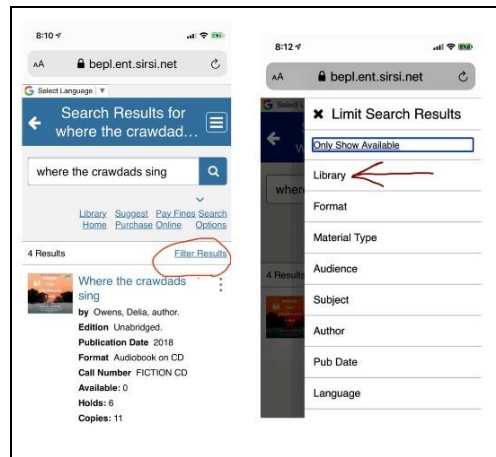 8:10
AA bepl.ent.sirsi.net
G Select Language ▼
Search Results for
where the crawdad...
where the crawdads sing
Library Suggest Pay Fines Search
Home Purchase Online Options
4 Results Filter Results
Where the crawdads
sing
by Owens, Delia, author.
Edition Unabridged.
Publication Date 2018
Format Audiobook on CD
Call Number FICTION CD
Available: 0
Holds: 6
Copies: 11
8:12
AA bepl.ent.sirsi.net
G Select L
wher
4 Results
Limit Search Results
Only Show Available
Library
Format
Material Type
Audience
Subject
Author
Pub Date
Language